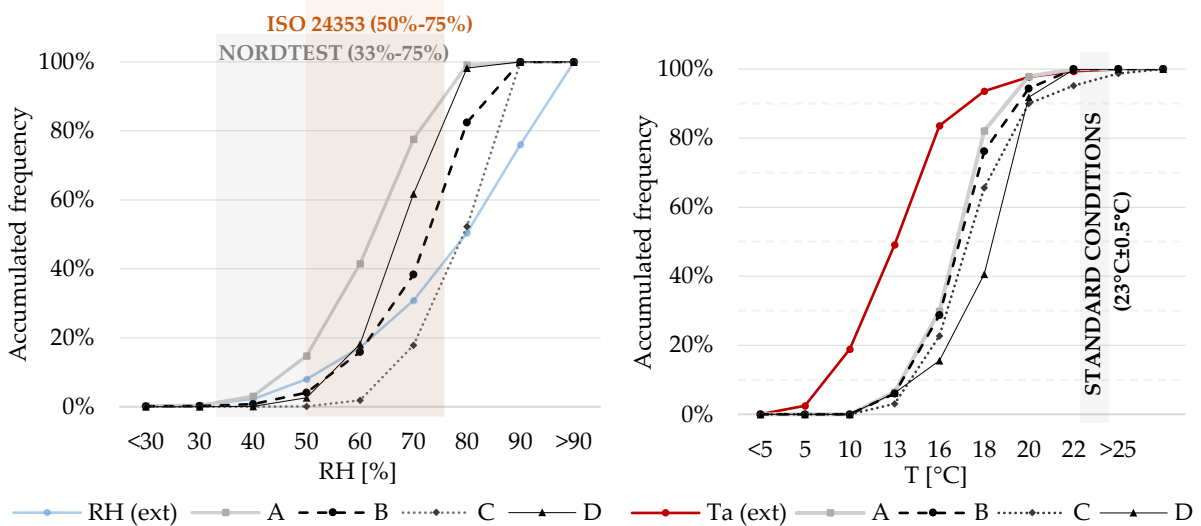 ISO 24353 (50%-75%)
NORDTEST (33%-75%)
Accumulated frequency
100%
80%
60%
40%
20%
0%
<30 30 40 50 60 70 80 90 >90
RH [%]
RH (ext) A B C D
Accumulated frequency
100%
80%
60%
40%
20%
0%
STANDARD CONDITIONS
(23°C±0.5°C)
<5 5 10 13 16 18 20 22 >25
T [°C]
Ta (ext) A B C D